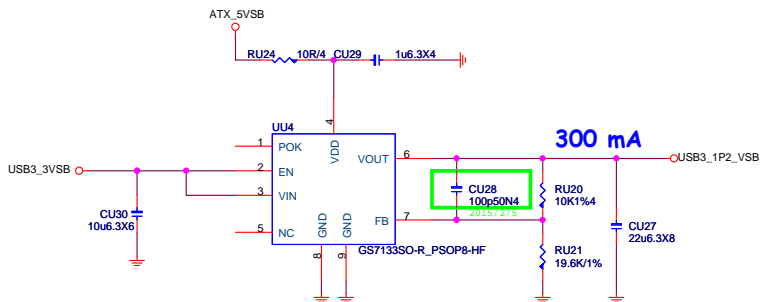 ATX_5VSB
RU24
10R/4
CU29
1u6.3X4
UU4
300 mA
4
VDD
1
POK
VOUT
6
USB3_1P2_VSB
USB3_3VSB
2
EN
3
VIN
CU28
100p50N4
2015/2/5
RU20
10K1%4
CU30
10u6.3X6
FB
7
CU27
22u6.3X8
5
NC
GND
GND
GS7133SO-R_PSOP8-HF
8
9
RU21
19.6K/1%